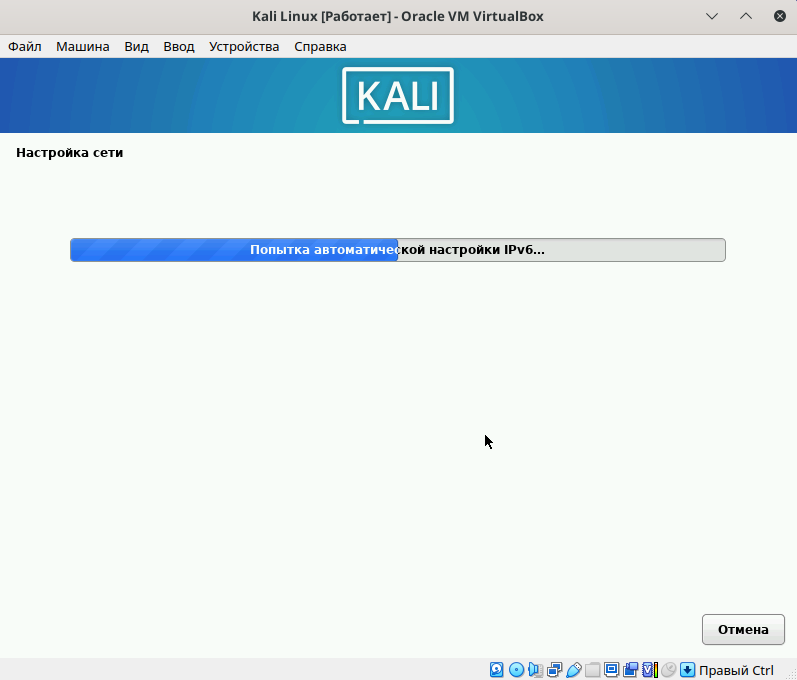 Kali Linux [Работает] - Oracle VM VirtualBox
Файл Машина Вид Ввод Устройства Справка
KALI
Настройка сети
Попытка автоматической настройки IPv6...
Отмена
Правый Ctrl